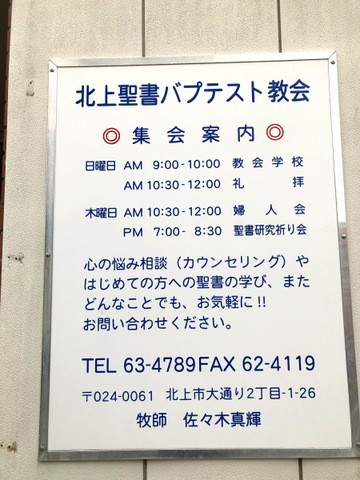 北上聖書バプテスト教会
◎集会案内◎
日曜日 AM 9:00-10:00 教会学校
AM 10:30-12:00 礼拝
木曜日 AM 10:30-12:00 婦人会
PM 7:00- 8:30 聖書研究祈り会
心の悩み相談（カウンセリング）や
はじめての方への聖書の学び、また
どんなことでも、お気軽に!!
お問い合わせください。
TEL 63-4789 FAX 62-4119
〒024-0061 北上市大通り2丁目-1-26
牧師 佐々木真輝